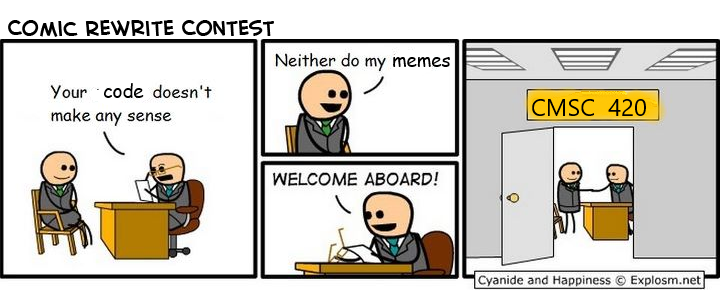 COMIC REWRITE CONTEST
Your code doesn't
make any sense
Neither do my memes
WELCOME ABOARD!
CMSC 420
Cyanide and Happiness © Explosm.net